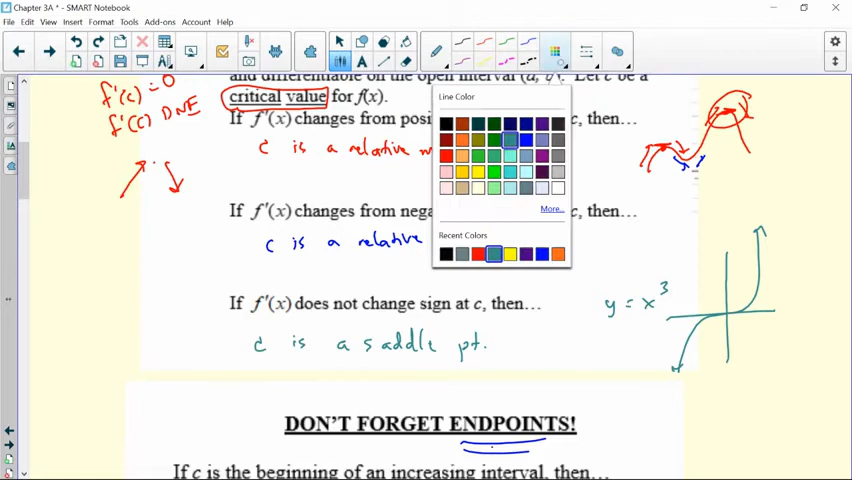 Chapter 3A * - SMART Notebook
File Edit View Insert Format Tools Add-ons Account Help
and differentiable on the open interval (a,
Let c be a
critical value for f(x).
f'(c) = 0
f'(c) DNE
Line Color
If f'(x) changes from posi
c, then…
c is a relative
If f'(x) changes from nega
c, then…
More...
c is a relative
Recent Colors
If f'(x) does not change sign at c, then…
y = x³
c is a saddle pt.
DON'T FORGET ENDPOINTS!
If c is the beginning of an increasing interval, then…